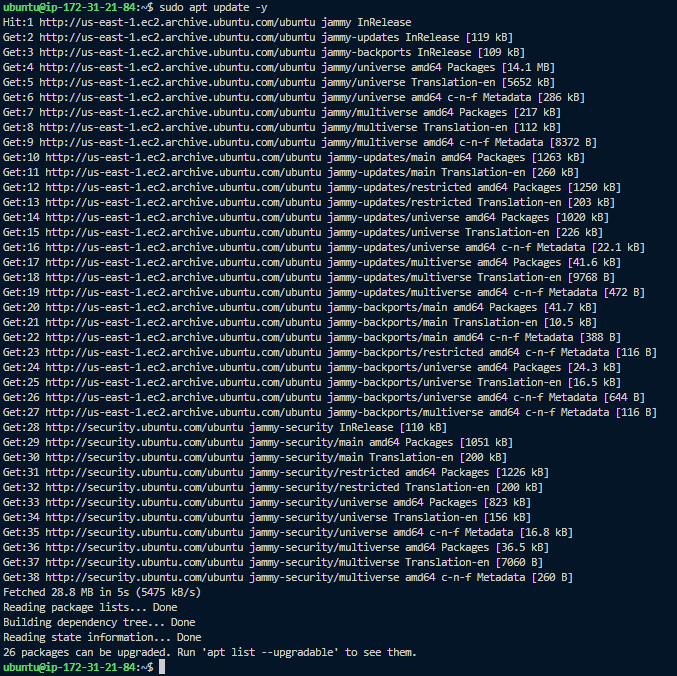 ubuntu@ip-172-31-21-84:~$ sudo apt update -y
Hit:1 http://us-east-1.ec2.archive.ubuntu.com/ubuntu jammy InRelease
Get:2 http://us-east-1.ec2.archive.ubuntu.com/ubuntu jammy-updates InRelease [119 kB]
Get:3 http://us-east-1.ec2.archive.ubuntu.com/ubuntu jammy-backports InRelease [109 kB]
Get:4 http://us-east-1.ec2.archive.ubuntu.com/ubuntu jammy/universe amd64 Packages [14.1 MB]
Get:5 http://us-east-1.ec2.archive.ubuntu.com/ubuntu jammy/universe Translation-en [5652 kB]
Get:6 http://us-east-1.ec2.archive.ubuntu.com/ubuntu jammy/universe amd64 c-n-f Metadata [286 kB]
Get:7 http://us-east-1.ec2.archive.ubuntu.com/ubuntu jammy/multiverse amd64 Packages [217 kB]
Get:8 http://us-east-1.ec2.archive.ubuntu.com/ubuntu jammy/multiverse Translation-en [112 kB]
Get:9 http://us-east-1.ec2.archive.ubuntu.com/ubuntu jammy/multiverse amd64 c-n-f Metadata [8372 B]
Get:10 http://us-east-1.ec2.archive.ubuntu.com/ubuntu jammy-updates/main amd64 Packages [1263 kB]
Get:11 http://us-east-1.ec2.archive.ubuntu.com/ubuntu jammy-updates/main Translation-en [260 kB]
Get:12 http://us-east-1.ec2.archive.ubuntu.com/ubuntu jammy-updates/restricted amd64 Packages [1250 kB]
Get:13 http://us-east-1.ec2.archive.ubuntu.com/ubuntu jammy-updates/restricted Translation-en [203 kB]
Get:14 http://us-east-1.ec2.archive.ubuntu.com/ubuntu jammy-updates/universe amd64 Packages [1020 kB]
Get:15 http://us-east-1.ec2.archive.ubuntu.com/ubuntu jammy-updates/universe Translation-en [226 kB]
Get:16 http://us-east-1.ec2.archive.ubuntu.com/ubuntu jammy-updates/universe amd64 c-n-f Metadata [22.1 kB]
Get:17 http://us-east-1.ec2.archive.ubuntu.com/ubuntu jammy-updates/multiverse amd64 Packages [41.6 kB]
Get:18 http://us-east-1.ec2.archive.ubuntu.com/ubuntu jammy-updates/multiverse Translation-en [9768 B]
Get:19 http://us-east-1.ec2.archive.ubuntu.com/ubuntu jammy-updates/multiverse amd64 c-n-f Metadata [472 B]
Get:20 http://us-east-1.ec2.archive.ubuntu.com/ubuntu jammy-backports/main amd64 Packages [41.7 kB]
Get:21 http://us-east-1.ec2.archive.ubuntu.com/ubuntu jammy-backports/main Translation-en [10.5 kB]
Get:22 http://us-east-1.ec2.archive.ubuntu.com/ubuntu jammy-backports/main amd64 c-n-f Metadata [388 B]
Get:23 http://us-east-1.ec2.archive.ubuntu.com/ubuntu jammy-backports/restricted amd64 c-n-f Metadata [116 B]
Get:24 http://us-east-1.ec2.archive.ubuntu.com/ubuntu jammy-backports/universe amd64 Packages [24.3 kB]
Get:25 http://us-east-1.ec2.archive.ubuntu.com/ubuntu jammy-backports/universe Translation-en [16.5 kB]
Get:26 http://us-east-1.ec2.archive.ubuntu.com/ubuntu jammy-backports/universe amd64 c-n-f Metadata [644 B]
Get:27 http://us-east-1.ec2.archive.ubuntu.com/ubuntu jammy-backports/multiverse amd64 c-n-f Metadata [116 B]
Get:28 http://security.ubuntu.com/ubuntu jammy-security InRelease [110 kB]
Get:29 http://security.ubuntu.com/ubuntu jammy-security/main amd64 Packages [1051 kB]
Get:30 http://security.ubuntu.com/ubuntu jammy-security/main Translation-en [200 kB]
Get:31 http://security.ubuntu.com/ubuntu jammy-security/restricted amd64 Packages [1226 kB]
Get:32 http://security.ubuntu.com/ubuntu jammy-security/restricted Translation-en [200 kB]
Get:33 http://security.ubuntu.com/ubuntu jammy-security/universe amd64 Packages [823 kB]
Get:34 http://security.ubuntu.com/ubuntu jammy-security/universe Translation-en [156 kB]
Get:35 http://security.ubuntu.com/ubuntu jammy-security/universe amd64 c-n-f Metadata [16.8 kB]
Get:36 http://security.ubuntu.com/ubuntu jammy-security/multiverse amd64 Packages [36.5 kB]
Get:37 http://security.ubuntu.com/ubuntu jammy-security/multiverse Translation-en [7060 B]
Get:38 http://security.ubuntu.com/ubuntu jammy-security/multiverse amd64 c-n-f Metadata [260 B]
Fetched 28.8 MB in 5s (5475 kB/s)
Reading package lists... Done
Building dependency tree... Done
Reading state information... Done
26 packages can be upgraded. Run 'apt list --upgradable' to see them.
ubuntu@ip-172-31-21-84:~$